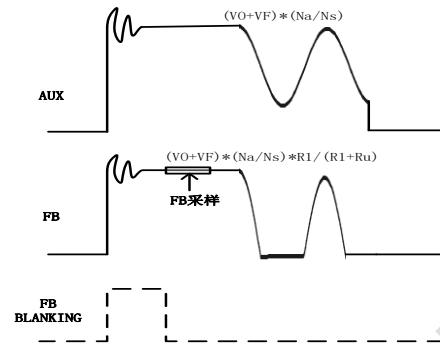 (VO+VF)*(Na/Ns)
AUX
(VO+VF)*(Na/Ns)*R1/(R1+Ru)
FB采样
FB
FB
BLANKING